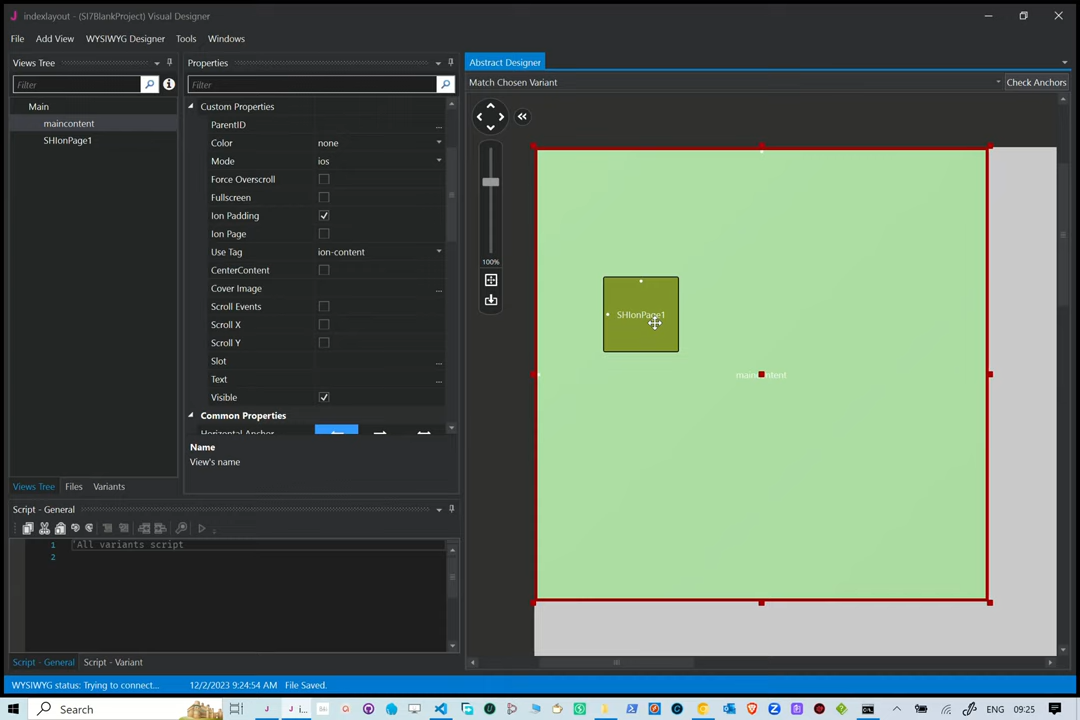 indexlayout - (SI7BlankProject) Visual Designer
File Add View WYSIWYG Designer Tools Windows
Views Tree
Filter
Main
maincontent
SHIonPage1
Views Tree Files Variants
Properties
Filter
Custom Properties
ParentID ...
Color none
Mode ios
Force Overscroll
Fullscreen
Ion Padding
Ion Page
Use Tag ion-content
CenterContent
Cover Image ...
Scroll Events
Scroll X
Scroll Y
Slot ...
Text ...
Visible
Common Properties
Horizontal Anchor
Name
View's name
Script - General
1 'All variants script
2
Script - General Script - Variant
Abstract Designer
Match Chosen Variant Check Anchors
100%
SHIonPage1
WYSIWYG status: Trying to connect... 12/2/2023 9:24:54 AM File Saved.
Search
ENG 09:25